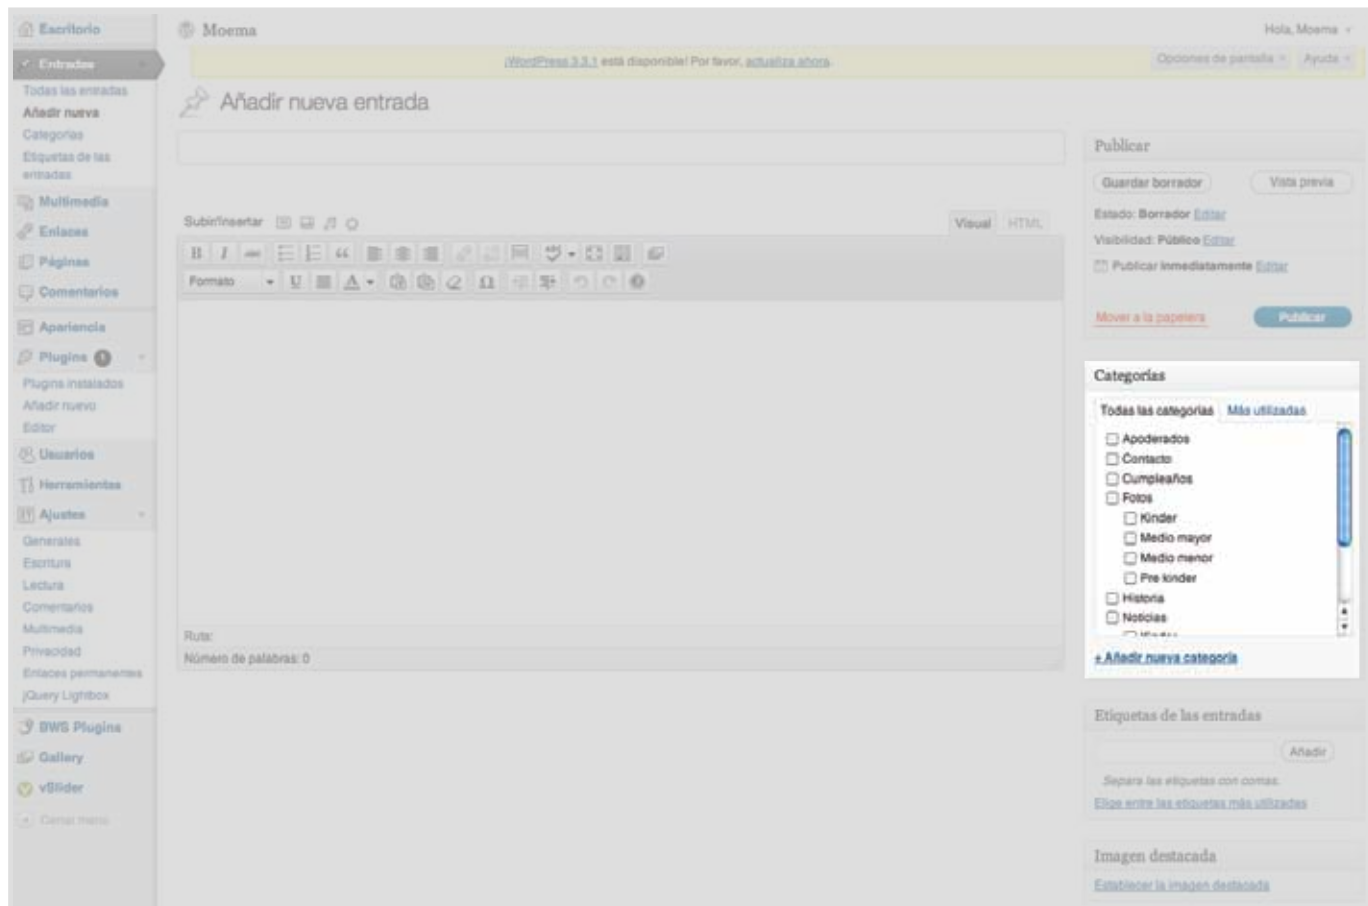 Escritorio
Entradas
Todas las entradas
Añadir nueva
Categorías
Etiquetas de las
entradas
Multimedia
Enlaces
Páginas
Comentarios
Apariencia
Plugins 1
Plugins instalados
Añadir nuevo
Editor
Usuarios
Herramientas
Ajustes
Generales
Escritura
Lectura
Comentarios
Multimedia
Privacidad
Enlaces permanentes
jQuery Lightbox
BWS Plugins
Gallery
vSlider
Cerrar menú
Moema
Hola, Moema
¡WordPress 3.3.1 está disponible! Por favor, actualiza ahora.
Opciones de pantalla
Ayuda
Añadir nueva entrada
Subir/Insertar
Visual HTML
B I ABC
Formato U A Ω
Ruta:
Número de palabras: 0
Publicar
Guardar borrador Vista previa
Estado: Borrador Editar
Visibilidad: Público Editar
Publicar inmediatamente Editar
Mover a la papelera Publicar
Categorías
Todas las categorías Más utilizadas
Apoderados
Contacto
Cumpleaños
Fotos
Kinder
Medio mayor
Medio menor
Pre kinder
Historia
Noticias
Kinder
+ Añadir nueva categoría
Etiquetas de las entradas
Añadir
Separa las etiquetas con comas.
Elige entre las etiquetas más utilizadas
Imagen destacada
Establecer la imagen destacada